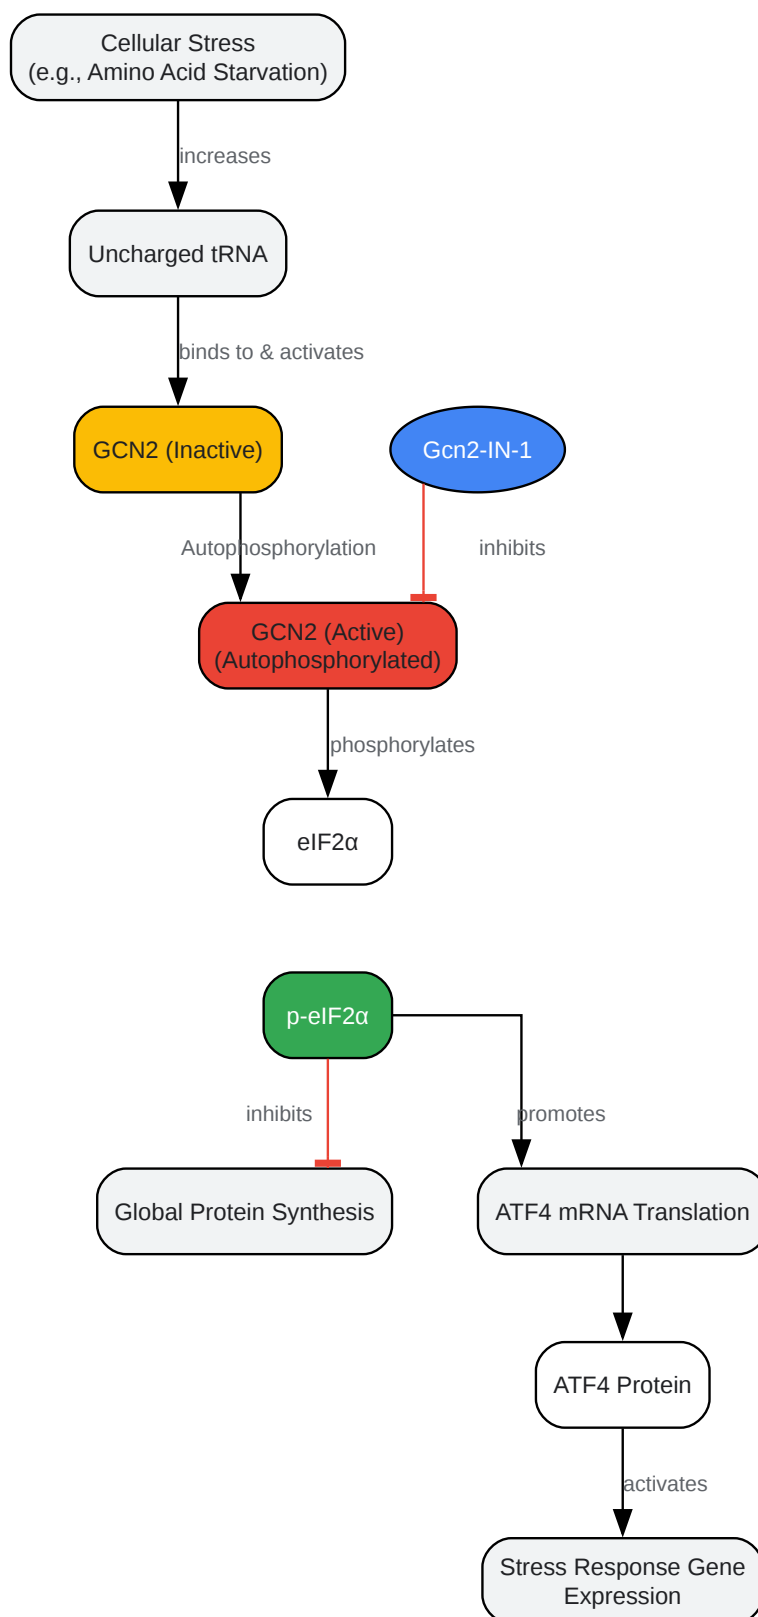 Cellular Stress
(e.g., Amino Acid Starvation)
increases
Uncharged tRNA
binds to & activates
GCN2 (Inactive)
Gcn2-IN-1
Autophosphorylation
inhibits
GCN2 (Active)
(Autophosphorylated)
phosphorylates
eIF2α
p-eIF2α
inhibits
promotes
Global Protein Synthesis
ATF4 mRNA Translation
ATF4 Protein
activates
Stress Response Gene
Expression